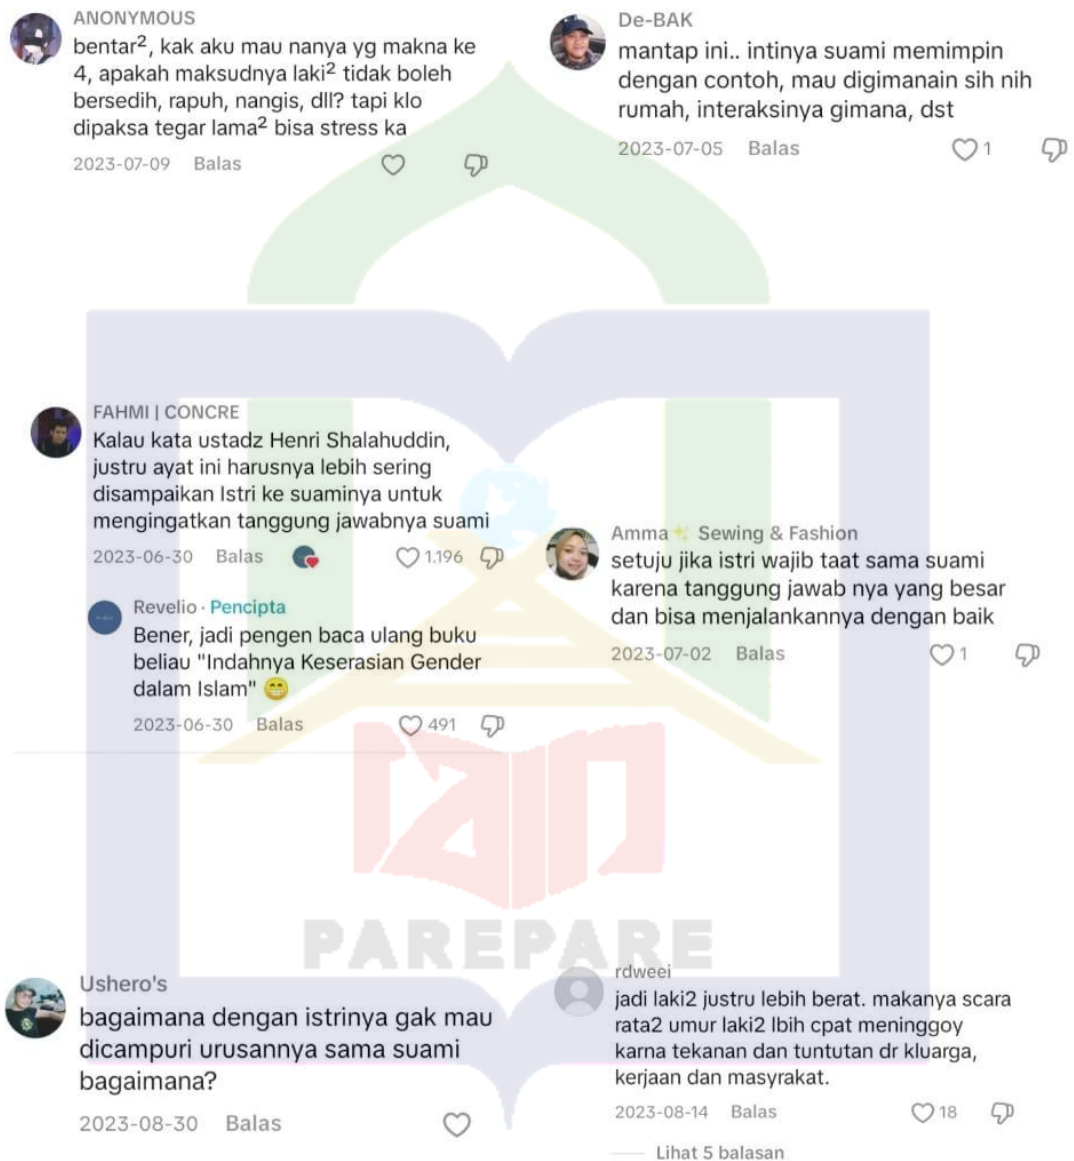 ANONYMOUS
bentar², kak aku mau nanya yg makna ke
4, apakah maksudnya laki² tidak boleh
bersedih, rapuh, nangis, dll? tapi klo
dipaksa tegar lama² bisa stress ka
2023-07-09 Balas
De-BAK
mantap ini.. intinya suami memimpin
dengan contoh, mau digimanain sih nih
rumah, interaksinya gimana, dst
2023-07-05 Balas 1
FAHMI | CONCRE
Kalau kata ustadz Henri Shalahuddin,
justru ayat ini harusnya lebih sering
disampaikan Istri ke suaminya untuk
mengingatkan tanggung jawabnya suami
2023-06-30 Balas 1.196
Revelio · Pencipta
Bener, jadi pengen baca ulang buku
beliau "Indahnya Keserasian Gender
dalam Islam" 😁
2023-06-30 Balas 491
Amma✨ Sewing & Fashion
setuju jika istri wajib taat sama suami
karena tanggung jawab nya yang besar
dan bisa menjalankannya dengan baik
2023-07-02 Balas 1
iain
PAREPARE
Ushero's
bagaimana dengan istrinya gak mau
dicampuri urusannya sama suami
bagaimana?
2023-08-30 Balas
rdweei
jadi laki2 justru lebih berat. makanya scara
rata2 umur laki2 lbih cpat meninggoy
karna tekanan dan tuntutan dr kluarga,
kerjaan dan masyrakat.
2023-08-14 Balas 18
Lihat 5 balasan